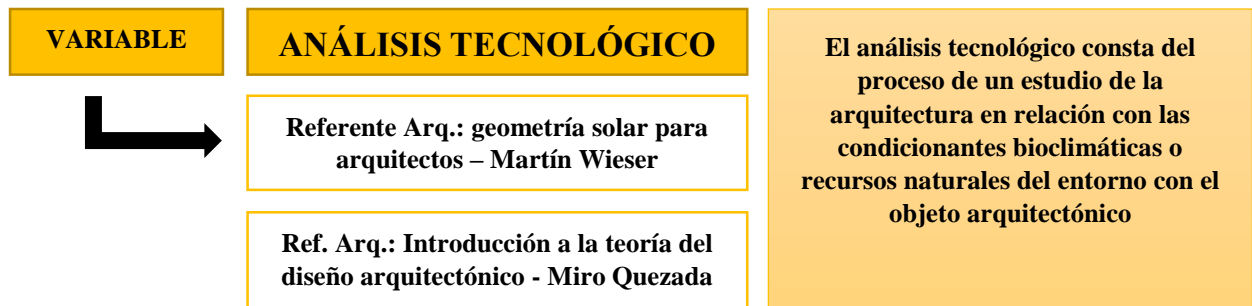 VARIABLE
ANÁLISIS TECNOLÓGICO
Referente Arq.: geometría solar para
arquitectos – Martín Wieser
Ref. Arq.: Introducción a la teoría del
diseño arquitectónico - Miro Quezada
El análisis tecnológico consta del
proceso de un estudio de la
arquitectura en relación con las
condicionantes bioclimáticas o
recursos naturales del entorno con el
objeto arquitectónico